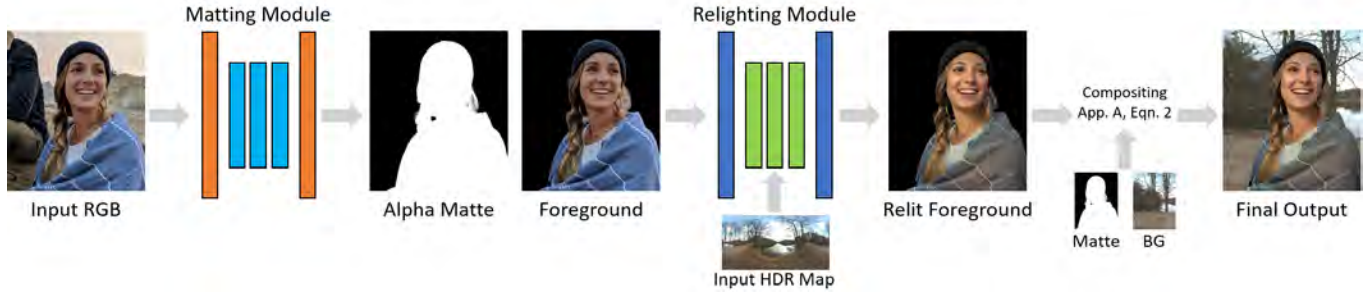 Matting Module
Relighting Module
Compositing
App. A, Eqn. 2
Input RGB
Alpha Matte
Foreground
Relit Foreground
Final Output
Matte
BG
Input HDR Map